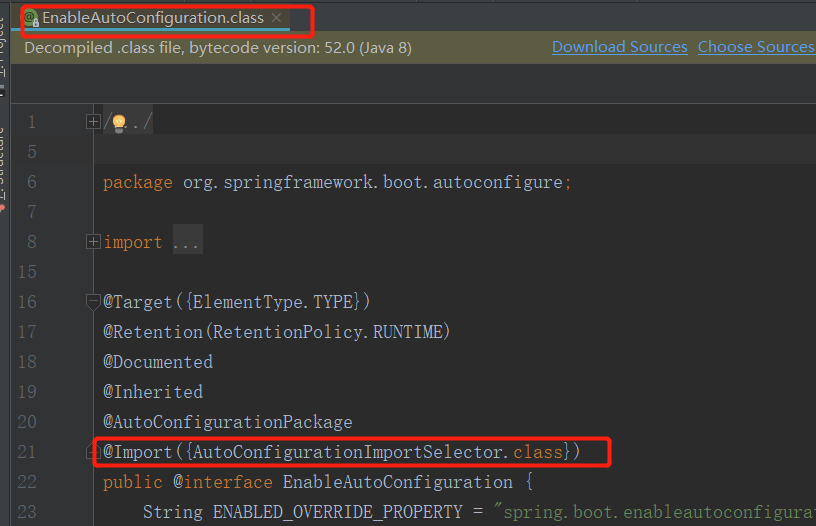 EnableAutoConfiguration.class
Decompiled .class file, bytecode version: 52.0 (Java 8) Download Sources Choose Sources
1 /../
5
6 package org.springframework.boot.autoconfigure;
7
8 import ...
15
16 @Target({ElementType.TYPE})
17 @Retention(RetentionPolicy.RUNTIME)
18 @Documented
19 @Inherited
20 @AutoConfigurationPackage
21 @Import({AutoConfigurationImportSelector.class})
22 public @interface EnableAutoConfiguration {
23 String ENABLED_OVERRIDE_PROPERTY = "spring.boot.enableautoconfigura